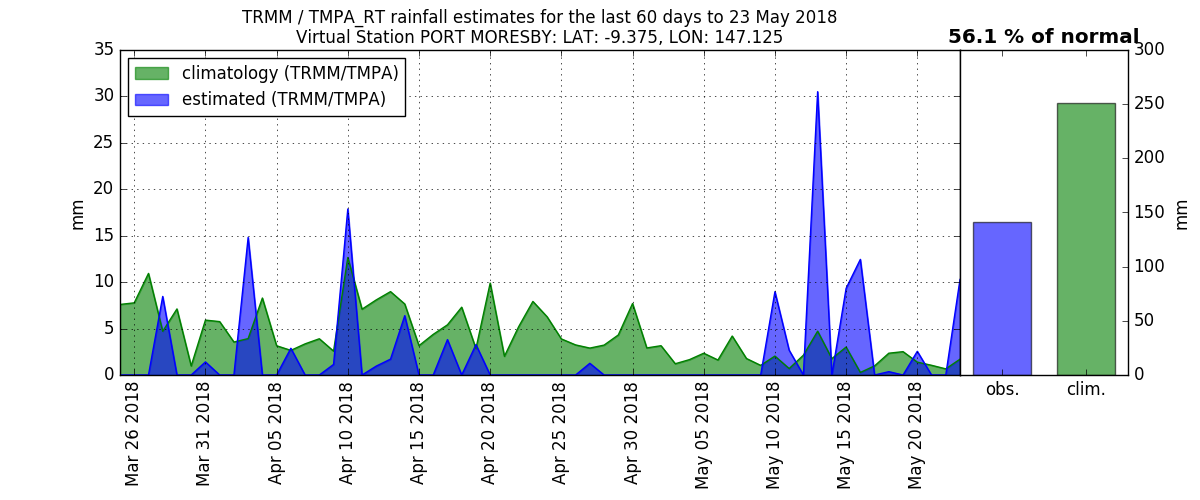 TRMM / TMPA_RT rainfall estimates for the last 60 days to 23 May 2018
Virtual Station PORT MORESBY: LAT: -9.375, LON: 147.125
56.1 % of normal
climatology (TRMM/TMPA)
estimated (TRMM/TMPA)
35
30
25
20
15
10
5
0
mm
Mar 26 2018
Mar 31 2018
Apr 05 2018
Apr 10 2018
Apr 15 2018
Apr 20 2018
Apr 25 2018
Apr 30 2018
May 05 2018
May 10 2018
May 15 2018
May 20 2018
obs.
clim.
300
250
200
150
100
50
0
mm